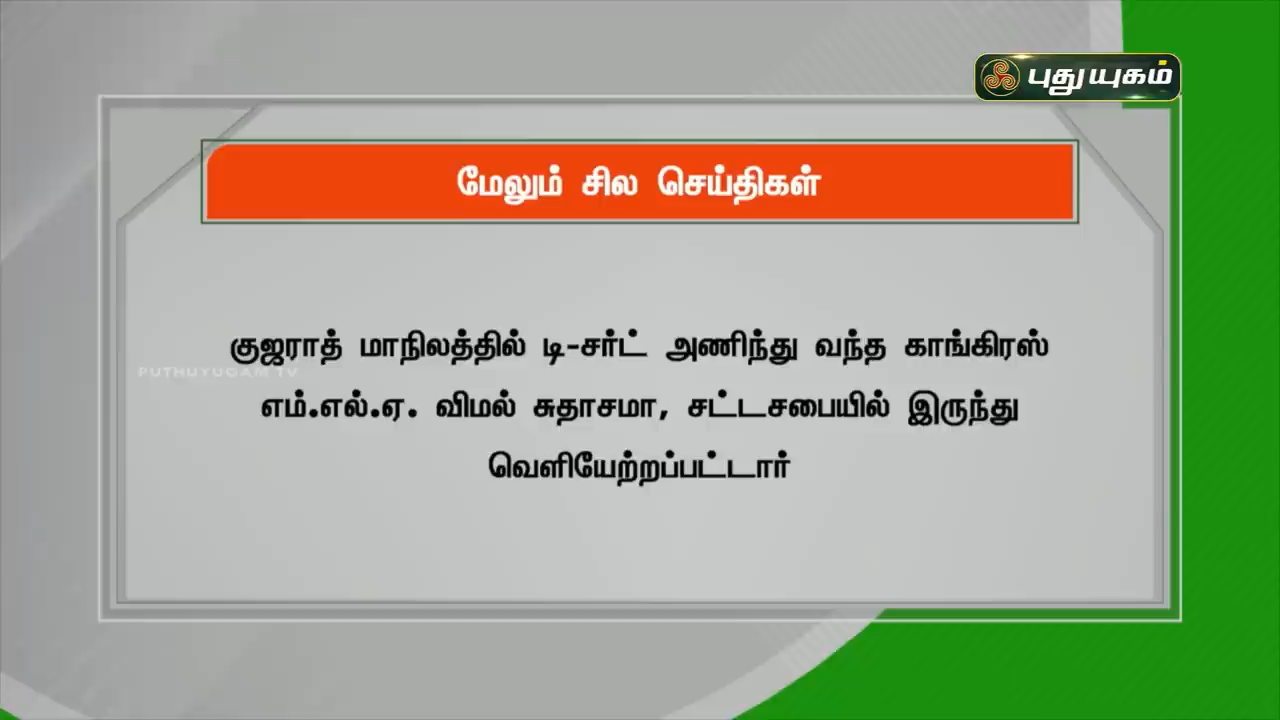 புதுயுகம்
மேலும் சில செய்திகள்
குஜராத் மாநிலத்தில் டி-சர்ட் அணிந்து வந்த காங்கிரஸ்
PUTHUYUGAM TV
எம்.எல்.ஏ. விமல் சுதாசமா, சட்டசபையில் இருந்து
வெளியேற்றப்பட்டார்